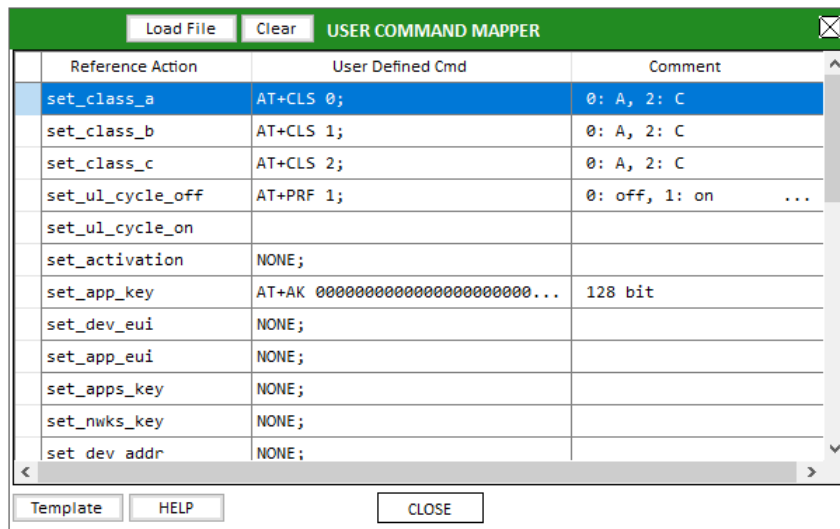 Load File Clear USER COMMAND MAPPER
Reference Action User Defined Cmd Comment
set_class_a AT+CLS 0; 0: A, 2: C
set_class_b AT+CLS 1; 0: A, 2: C
set_class_c AT+CLS 2; 0: A, 2: C
set_ul_cycle_off AT+PRF 1; 0: off, 1: on ...
set_ul_cycle_on
set_activation NONE;
set_app_key AT+AK 00000000000000000000000... 128 bit
set_dev_eui NONE;
set_app_eui NONE;
set_apps_key NONE;
set_nwks_key NONE;
set_dev_addr NONE;
Template HELP CLOSE